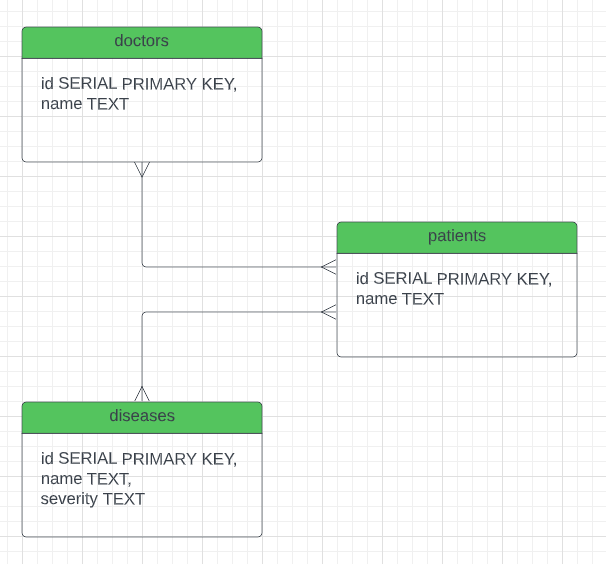 doctors
id SERIAL PRIMARY KEY,
name TEXT
patients
id SERIAL PRIMARY KEY,
name TEXT
diseases
id SERIAL PRIMARY KEY,
name TEXT,
severity TEXT